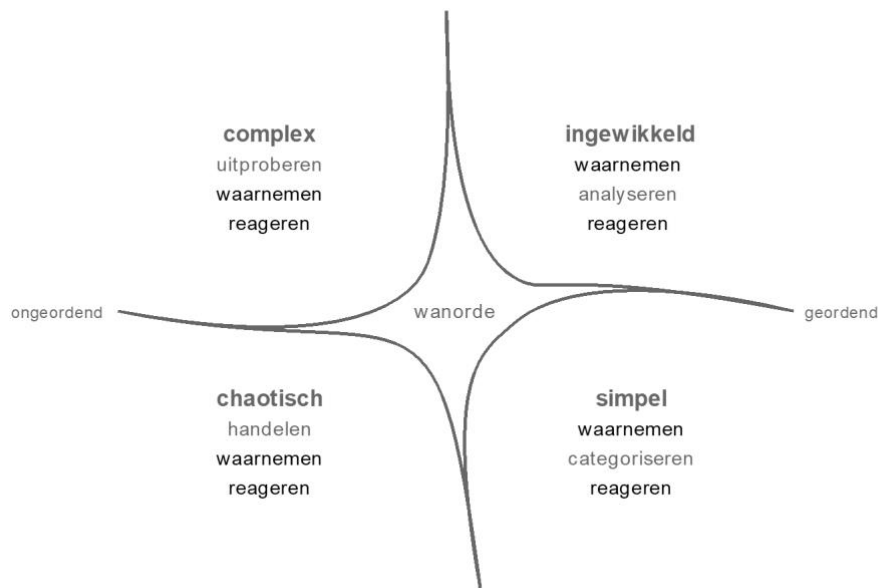 complex
uitproberen
waarnemen
reageren
ingewikkeld
waarnemen
analyseren
reageren
ongeordend
wanorde
geordend
chaotisch
handelen
waarnemen
reageren
simpel
waarnemen
categoriseren
reageren